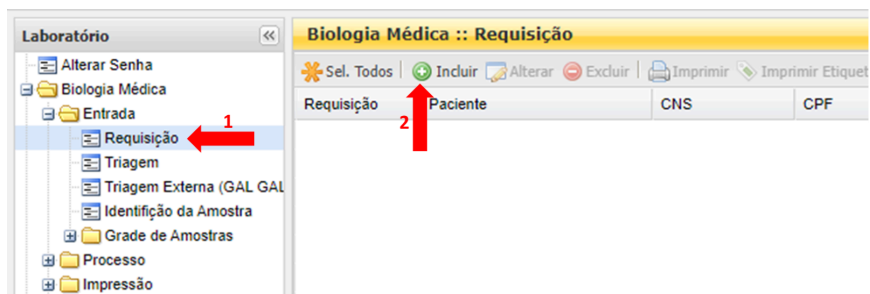 Laboratório
Alterar Senha
Biologia Médica
Entrada
Requisição
1
Triagem
Triagem Externa (GAL GAL
Identifição da Amostra
Grade de Amostras
Processo
Impressão
Biologia Médica :: Requisição
Sel. Todos Incluir Alterar Excluir Imprimir Imprimir Etiquet
Requisição Paciente CNS CPF
2